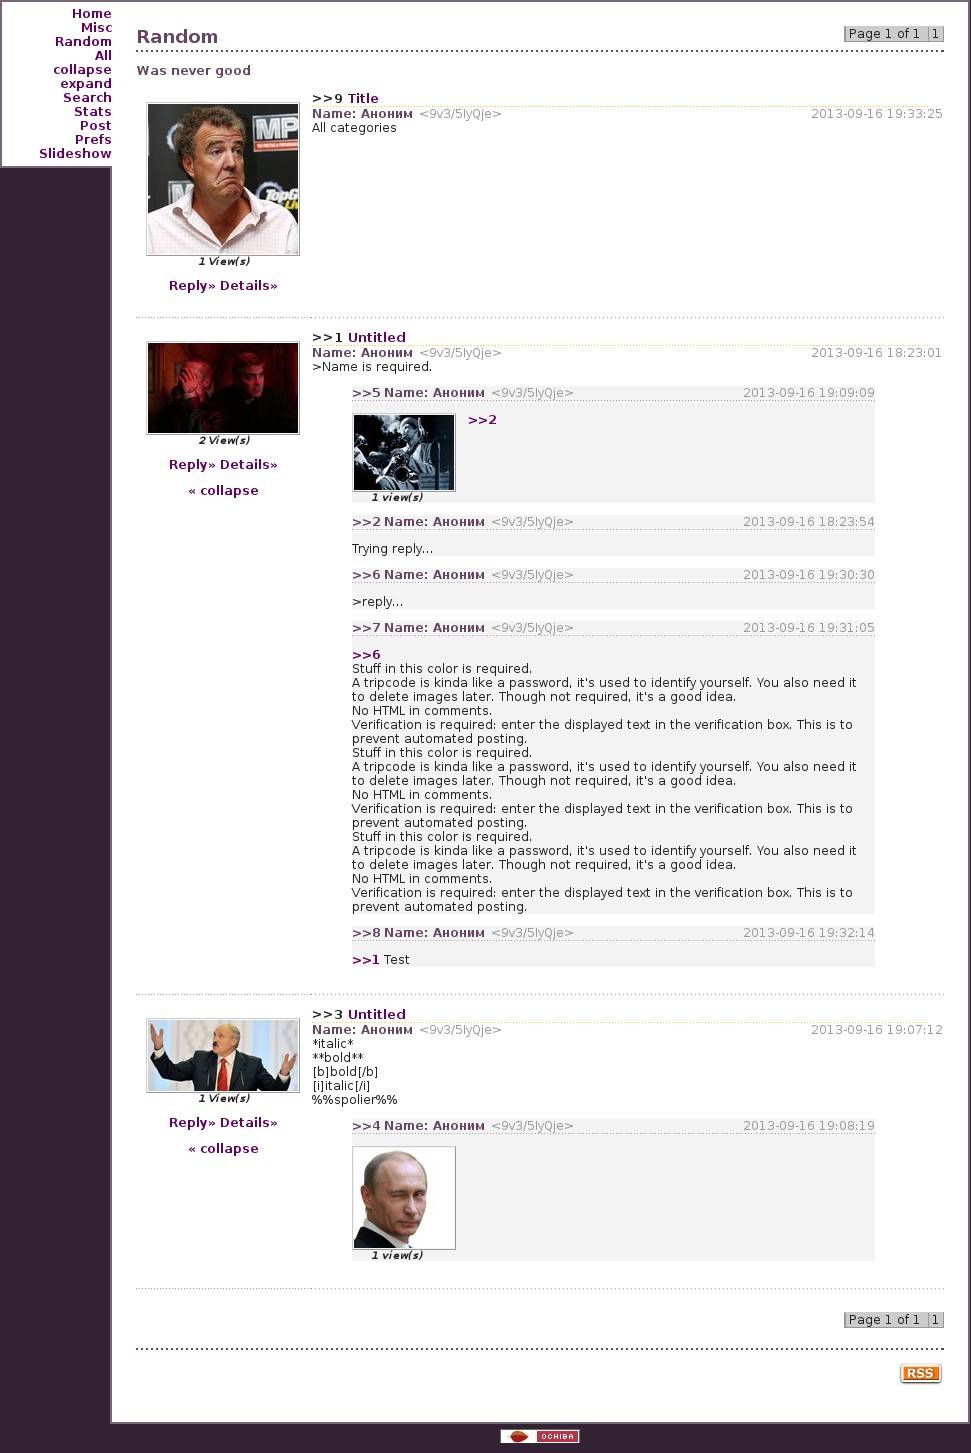 Home
Misc
Random
All
collapse
expand
Search
Stats
Post
Prefs
Slideshow
Random
Page 1 of 1 1
Was never good
>>9 Title
Name: Аноним <9v3/5IyQje> 2013-09-16 19:33:25
All categories
1 View(s)
Reply» Details»
>>1 Untitled
Name: Аноним <9v3/5IyQje> 2013-09-16 18:23:01
>Name is required.
2 View(s)
Reply» Details»
« collapse
>>5 Name: Аноним <9v3/5IyQje> 2013-09-16 19:09:09
>>2
1 view(s)
>>2 Name: Аноним <9v3/5IyQje> 2013-09-16 18:23:54
Trying reply...
>>6 Name: Аноним <9v3/5IyQje> 2013-09-16 19:30:30
>reply...
>>7 Name: Аноним <9v3/5IyQje> 2013-09-16 19:31:05
>>6
Stuff in this color is required.
A tripcode is kinda like a password, it's used to identify yourself. You also need it
to delete images later. Though not required, it's a good idea.
No HTML in comments.
Verification is required: enter the displayed text in the verification box. This is to
prevent automated posting.
Stuff in this color is required.
A tripcode is kinda like a password, it's used to identify yourself. You also need it
to delete images later. Though not required, it's a good idea.
No HTML in comments.
Verification is required: enter the displayed text in the verification box. This is to
prevent automated posting.
Stuff in this color is required.
A tripcode is kinda like a password, it's used to identify yourself. You also need it
to delete images later. Though not required, it's a good idea.
No HTML in comments.
Verification is required: enter the displayed text in the verification box. This is to
prevent automated posting.
>>8 Name: Аноним <9v3/5IyQje> 2013-09-16 19:32:14
>>1 Test
>>3 Untitled
Name: Аноним <9v3/5IyQje> 2013-09-16 19:07:12
*italic*
**bold**
[b]bold[/b]
[i]italic[/i]
%%spolier%%
1 View(s)
Reply» Details»
« collapse
>>4 Name: Аноним <9v3/5IyQje> 2013-09-16 19:08:19
1 view(s)
Page 1 of 1 1
RSS
OCHIBA